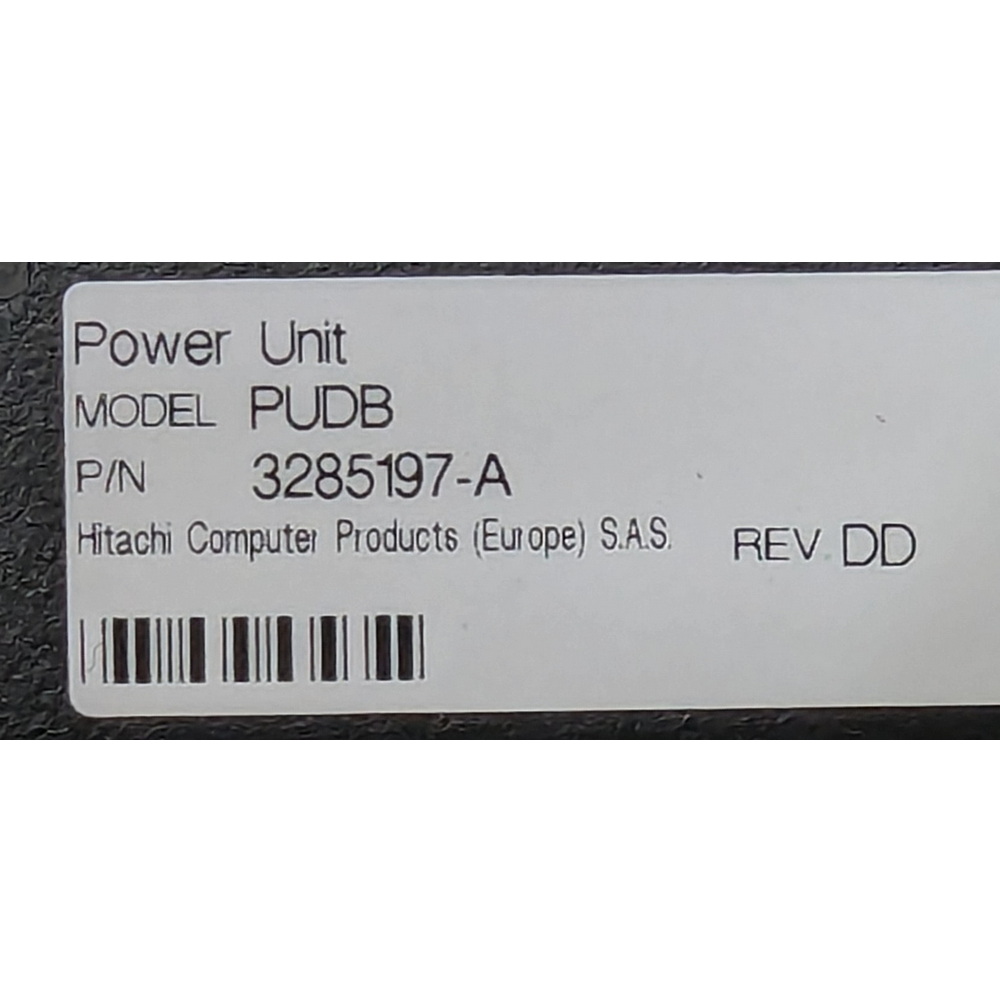 Power Unit
MODEL PUDB
P/N 3285197-A
Hitachi Computer Products (Europe) S.A.S. REV. DD